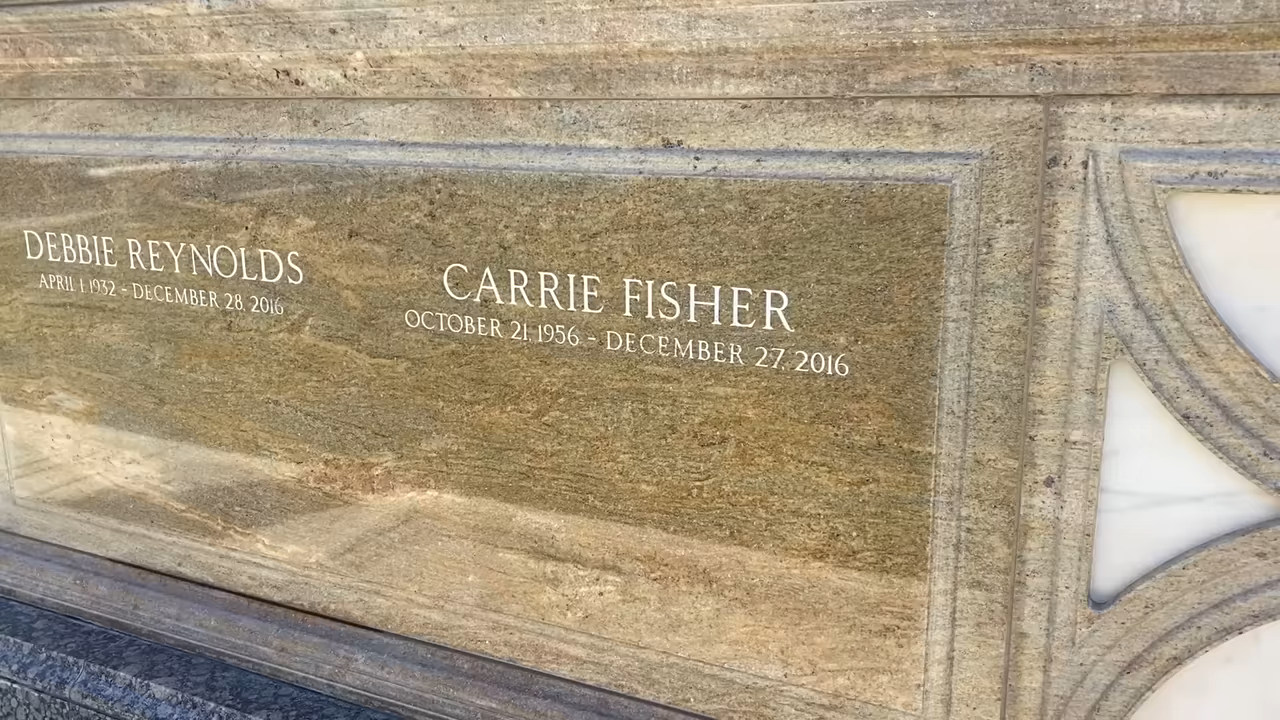 DEBBIE REYNOLDS
APRIL 1, 1932 - DECEMBER 28, 2016
CARRIE FISHER
OCTOBER 21, 1956 - DECEMBER 27, 2016